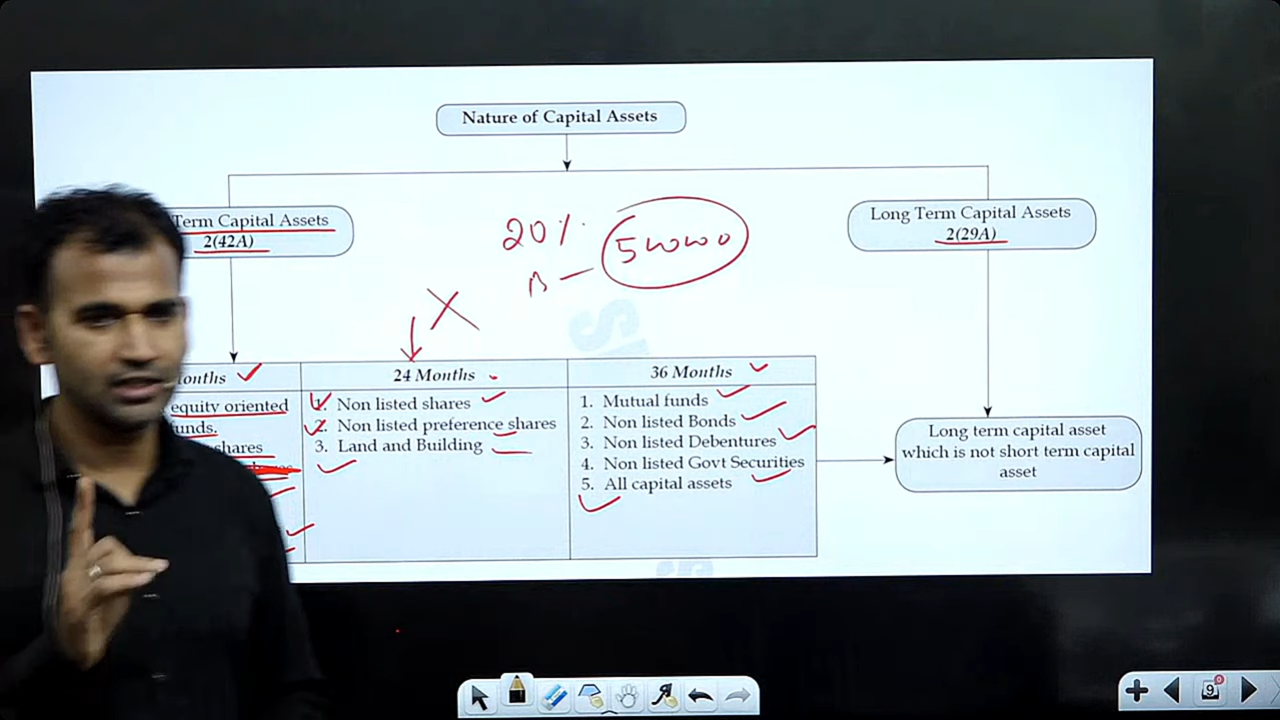 Nature of Capital Assets
Term Capital Assets
2(42A)
Long Term Capital Assets
2(29A)
20%
24 Months
36 Months
equity oriented
funds.
shares
1. Non listed shares
2. Non listed preference shares
3. Land and Building
1. Mutual funds
2. Non listed Bonds
3. Non listed Debentures
4. Non listed Govt Securities
5. All capital assets
Long term capital asset
which is not short term capital
asset
9
0